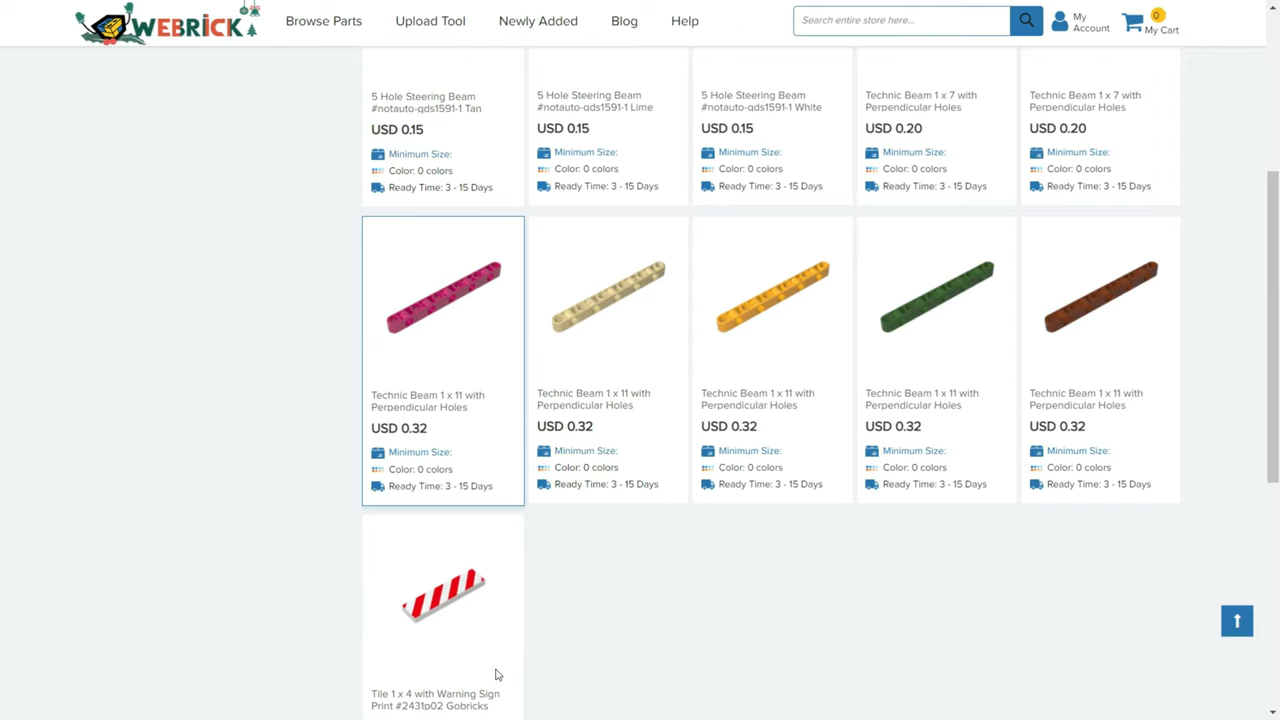 WEBRICK
Browse Parts
Upload Tool
Newly Added
Blog
Help
Search entire store here...
My
Account
0
My Cart
5 Hole Steering Beam
#notauto-gds1591-1 Tan
USD 0.15
Minimum Size:
Color: 0 colors
Ready Time: 3 - 15 Days
5 Hole Steering Beam
#notauto-gds1591-1 Lime
USD 0.15
Minimum Size:
Color: 0 colors
Ready Time: 3 - 15 Days
5 Hole Steering Beam
#notauto-gds1591-1 White
USD 0.15
Minimum Size:
Color: 0 colors
Ready Time: 3 - 15 Days
Technic Beam 1 x 7 with
Perpendicular Holes
USD 0.20
Minimum Size:
Color: 0 colors
Ready Time: 3 - 15 Days
Technic Beam 1 x 7 with
Perpendicular Holes
USD 0.20
Minimum Size:
Color: 0 colors
Ready Time: 3 - 15 Days
Technic Beam 1 x 11 with
Perpendicular Holes
USD 0.32
Minimum Size:
Color: 0 colors
Ready Time: 3 - 15 Days
Technic Beam 1 x 11 with
Perpendicular Holes
USD 0.32
Minimum Size:
Color: 0 colors
Ready Time: 3 - 15 Days
Technic Beam 1 x 11 with
Perpendicular Holes
USD 0.32
Minimum Size:
Color: 0 colors
Ready Time: 3 - 15 Days
Technic Beam 1 x 11 with
Perpendicular Holes
USD 0.32
Minimum Size:
Color: 0 colors
Ready Time: 3 - 15 Days
Technic Beam 1 x 11 with
Perpendicular Holes
USD 0.32
Minimum Size:
Color: 0 colors
Ready Time: 3 - 15 Days
Tile 1 x 4 with Warning Sign
Print #2431p02 Gobricks